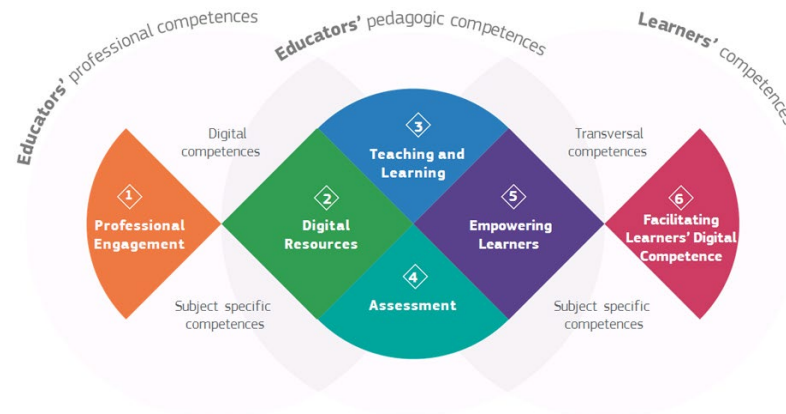 Educators' professional competences
Educators' pedagogic competences
Learners' competences
Digital
competences
Transversal
competences
1
Professional
Engagement
2
Digital
Resources
3
Teaching and
Learning
4
Assessment
5
Empowering
Learners
6
Facilitating
Learners' Digital
Competence
Subject specific
competences
Subject specific
competences